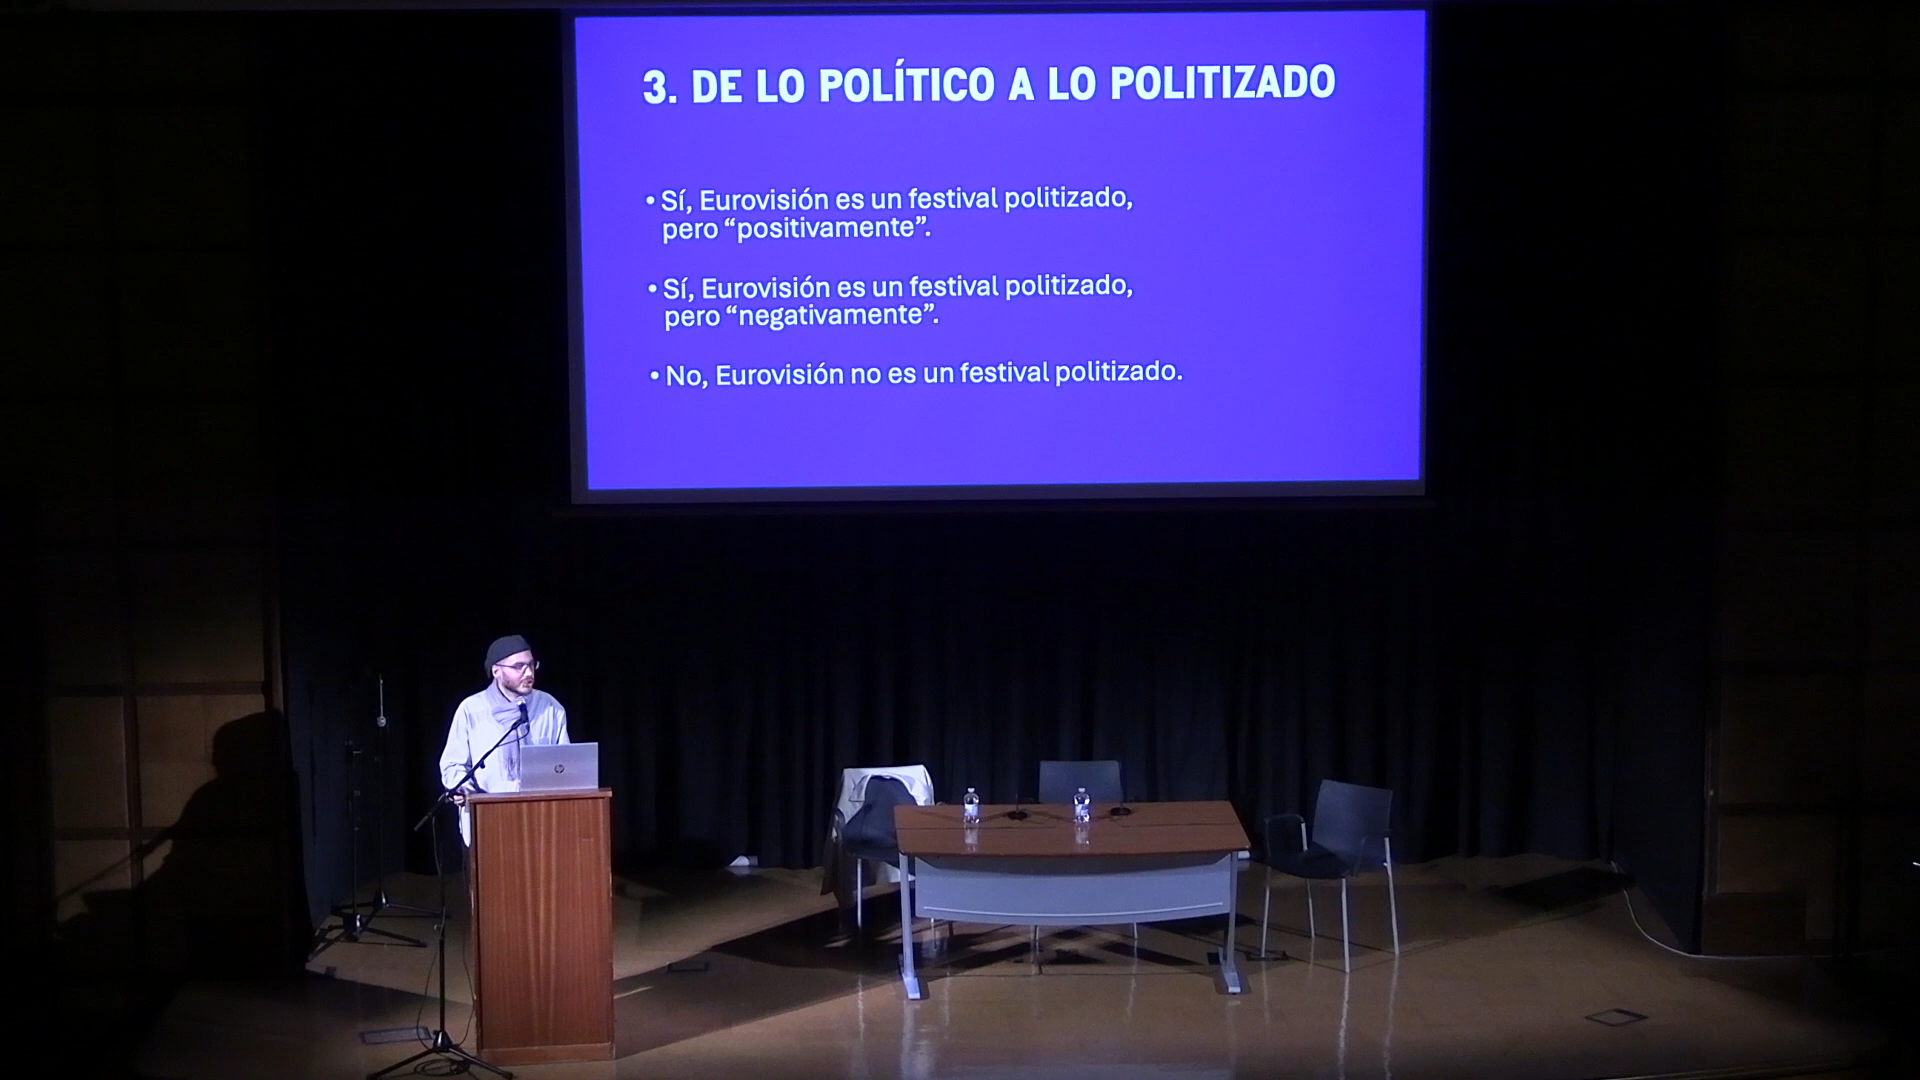 3. DE LO POLÍTICO A LO POLITIZADO
• Sí, Eurovisión es un festival politizado,
pero “positivamente”.
• Sí, Eurovisión es un festival politizado,
pero “negativamente”.
• No, Eurovisión no es un festival politizado.
hp